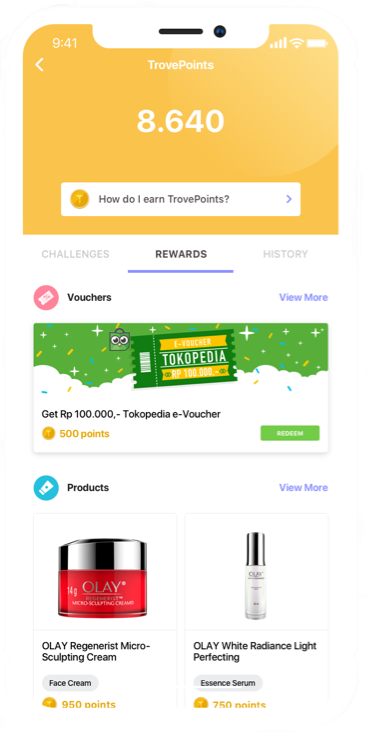 9:41
TrovePoints
8.640
How do I earn TrovePoints?
CHALLENGES
REWARDS
HISTORY
Vouchers
View More
E-VOUCHER
TOKOPEDIA
RP 100.000,-
Get Rp 100.000,- Tokopedia e-Voucher
500 points
REDEEM
Products
View More
14g
OLAY
REGENERIST
MICRO-SCULPTING CREAM
OLAY
OLAY Regenerist Micro-
Sculpting Cream
OLAY White Radiance Light
Perfecting
Face Cream
Essence Serum
950 points
750 points